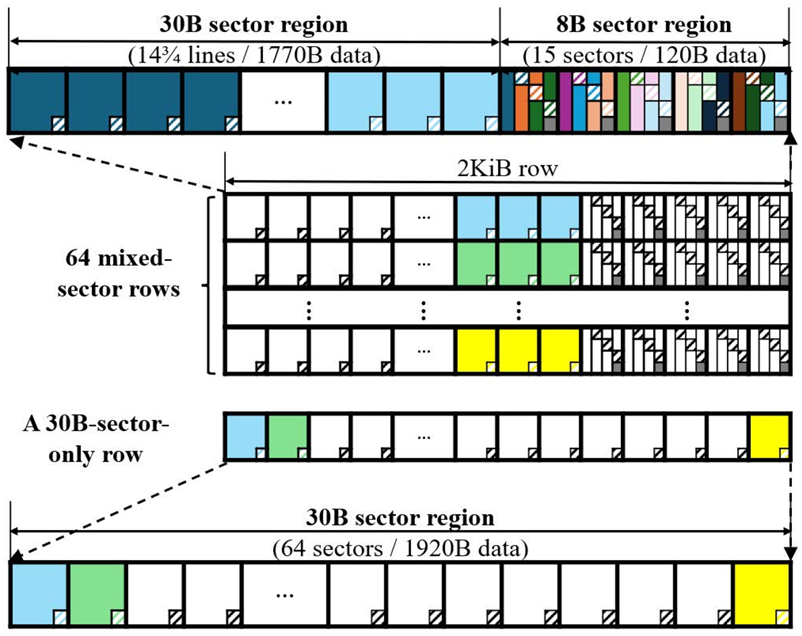 30B sector region
8B sector region
(14¾ lines / 1770B data)
(15 sectors / 120B data)
...
2KiB row
...
...
64 mixed-
sector rows
...
A 30B-sector-
only row
...
30B sector region
(64 sectors / 1920B data)
...